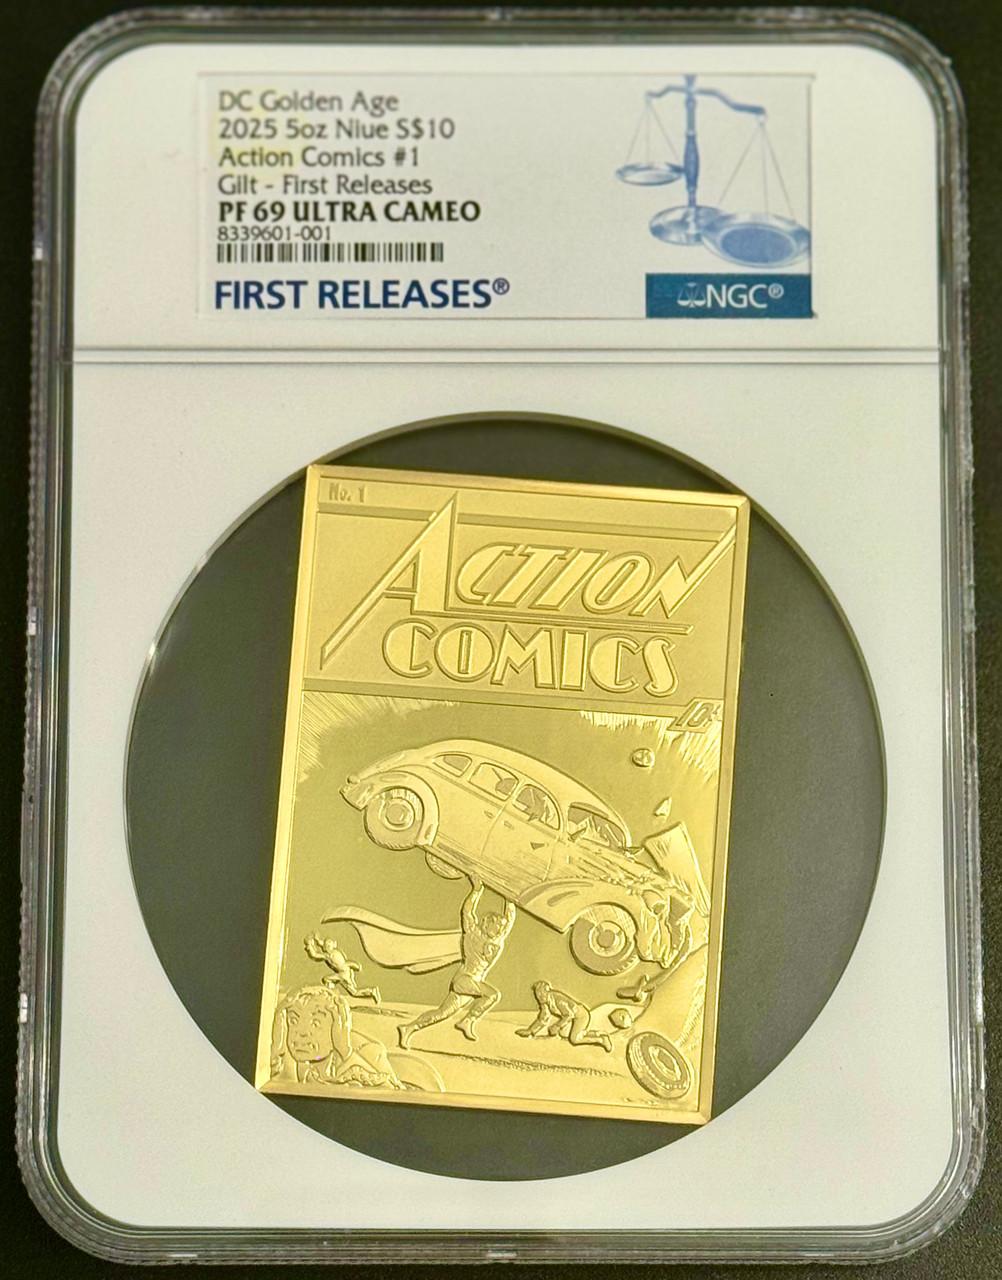 DC Golden Age
2025 5oz Niue S$10
Action Comics #1
Gilt - First Releases
PF 69 ULTRA CAMEO
8339601-001
FIRST RELEASES®
NGC®
No. 1
ACTION
COMICS
10¢